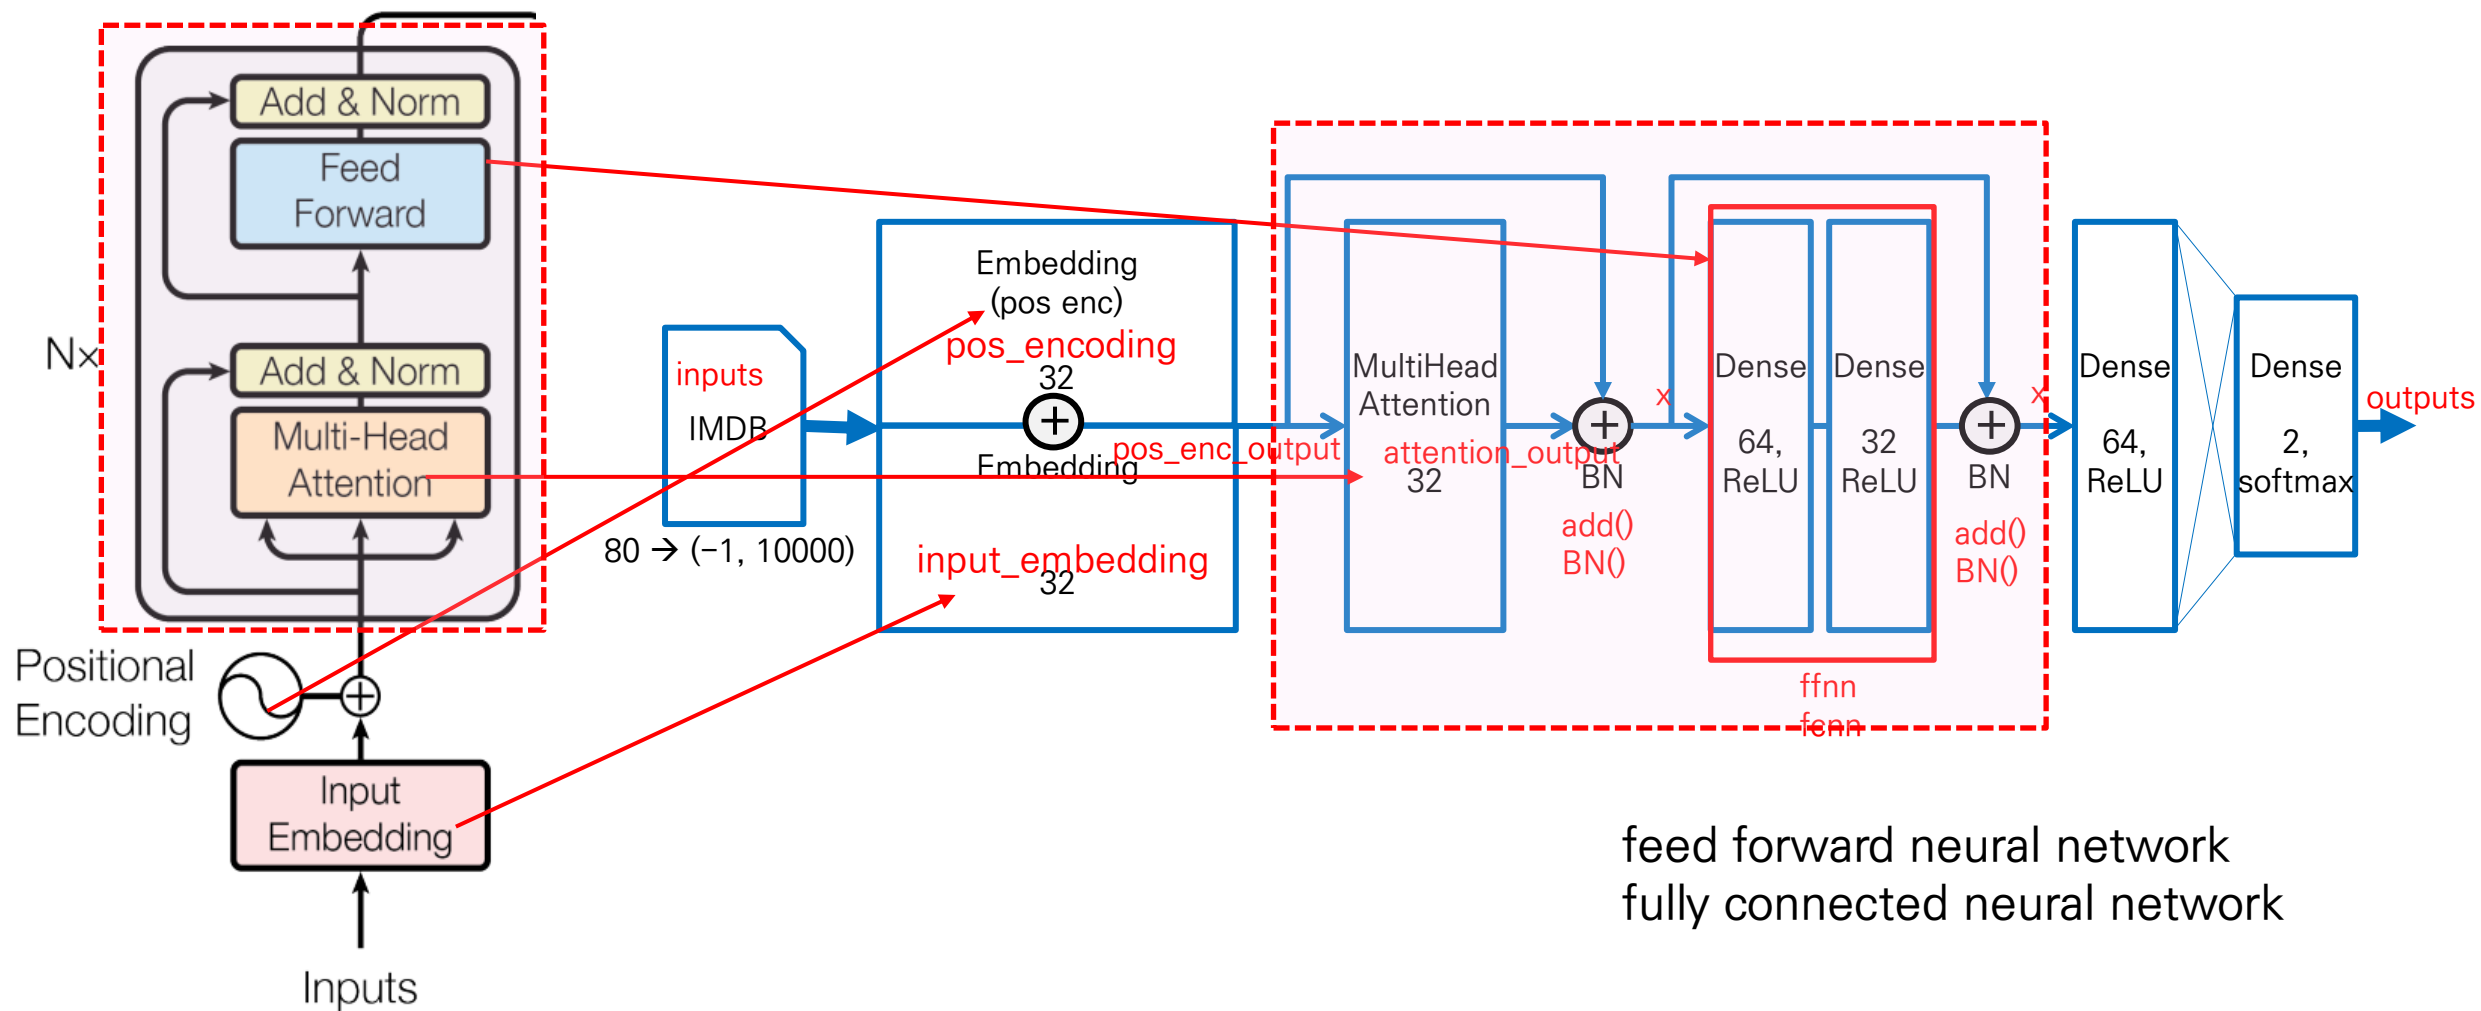 Add & Norm
Feed
Forward
Nx
Add & Norm
Multi-Head
Attention
Positional
Encoding
Input
Embedding
Inputs
inputs
IMDB
80 → (−1, 10000)
Embedding
(pos enc)
pos_encoding
32
Embedding
input_embedding
32
pos_enc_output
MultiHead
Attention
32
attention_output
BN
add()
BN()
x
Dense
64,
ReLU
Dense
32
ReLU
ffnn
fcnn
BN
add()
BN()
x
Dense
64,
ReLU
Dense
2,
softmax
outputs
feed forward neural network
fully connected neural network